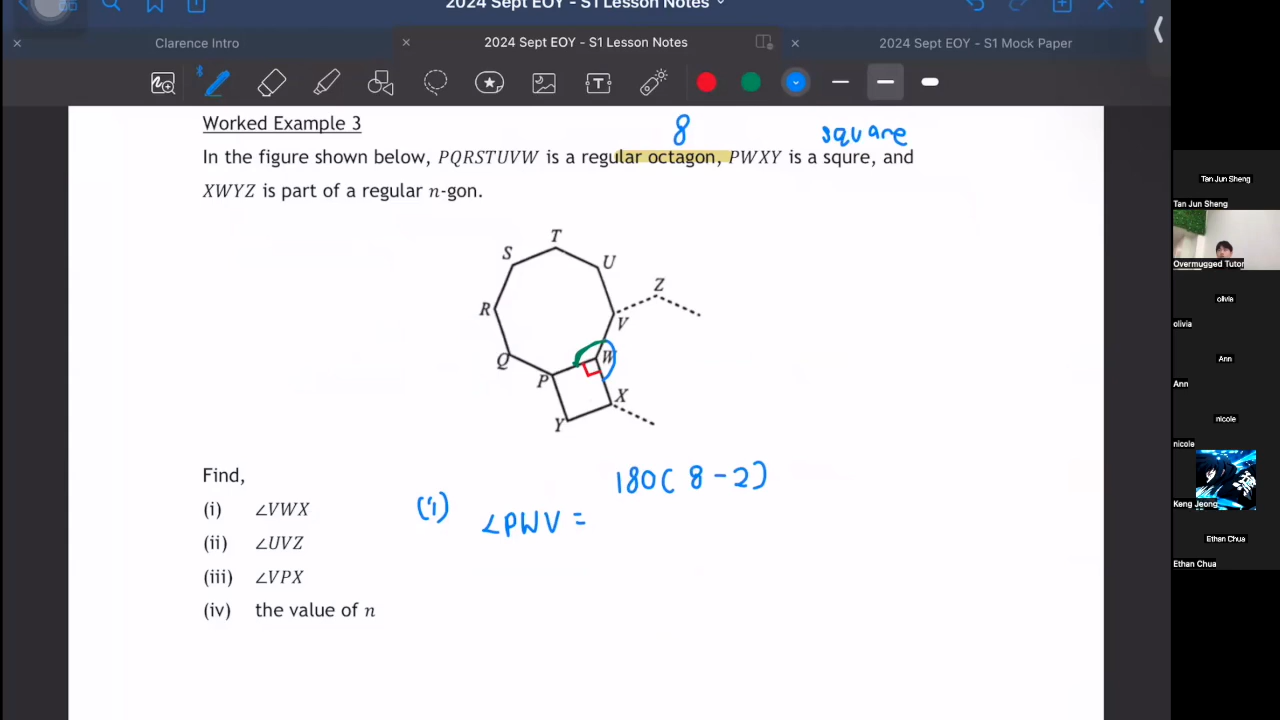 2024 Sept EOY - S1 Lesson Notes
Clarence Intro
2024 Sept EOY - S1 Lesson Notes
2024 Sept EOY - S1 Mock Paper
Worked Example 3
8
square
In the figure shown below, PQRSTUVW is a regular octagon, PWXY is a squre, and
XWYZ is part of a regular n-gon.
T
S
U
Z
R
V
Q
W
P
X
Y
Find,
(i) ∠VWX
(ii) ∠UVZ
(iii) ∠VPX
(iv) the value of n
180( 8 - 2)
(i)
∠PWV =
Tan Jun Sheng
Tan Jun Sheng
Overmugged Tutor
olivia
olivia
Ann
Ann
nicole
nicole
Keng Jeong
Ethan Chua
Ethan Chua